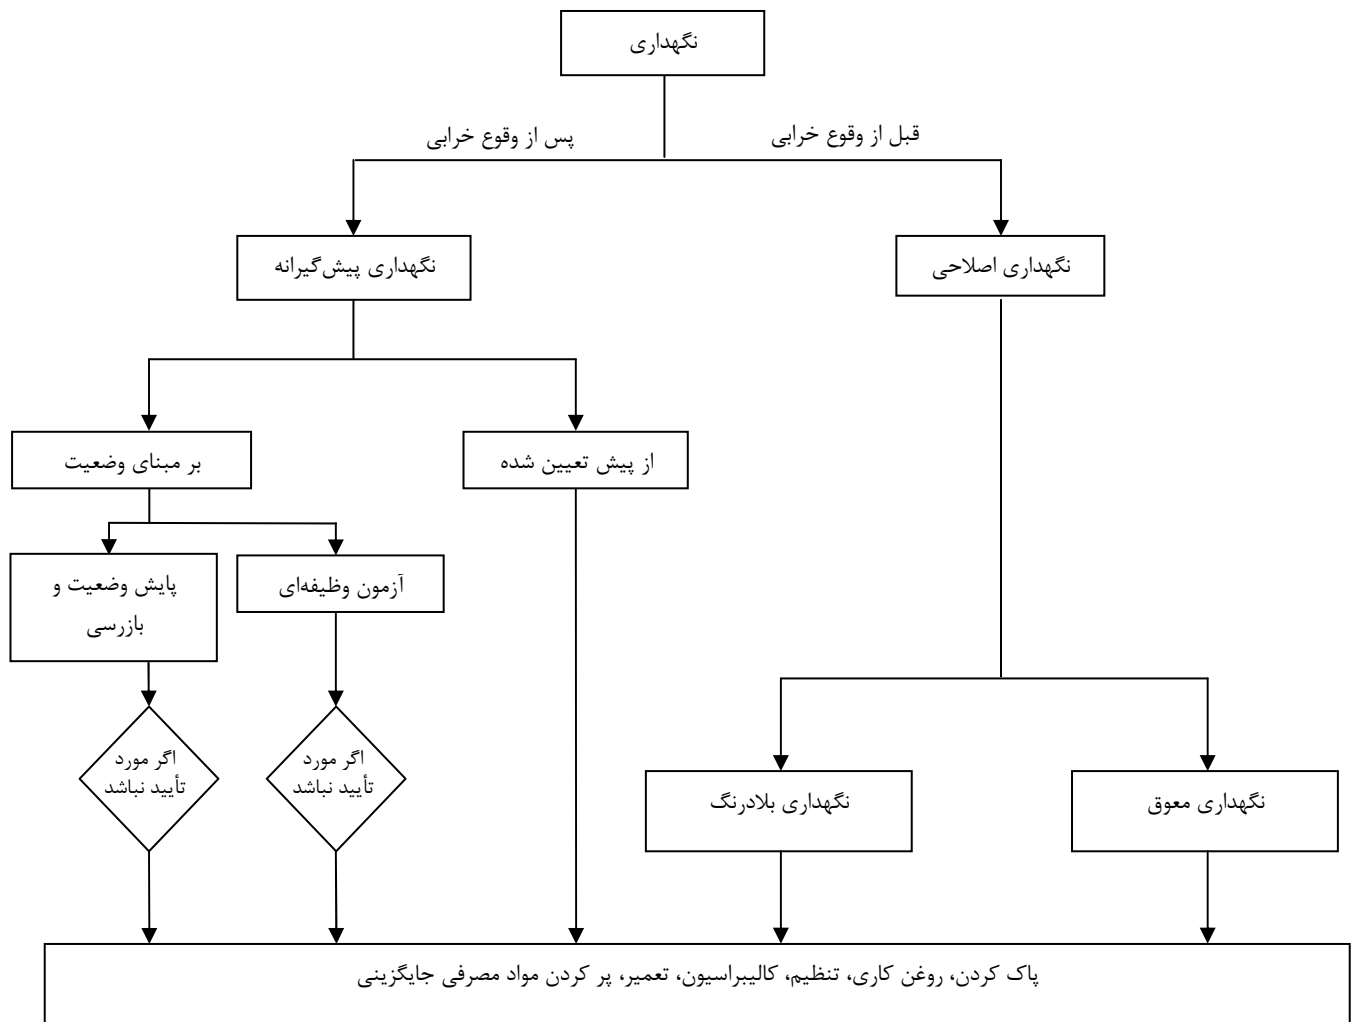 نگهداری
قبل از وقوع خرابی
پس از وقوع خرابی
نگهداری اصلاحی
نگهداری پیش‌گیرانه
از پیش تعیین شده
بر مبنای وضعیت
آزمون وظیفه‌ای
پایش وضعیت و
بازرسی
اگر مورد
تأیید نباشد
اگر مورد
تأیید نباشد
نگهداری معوق
نگهداری بلادرنگ
پاک کردن، روغن کاری، تنظیم، کالیبراسیون، تعمیر، پر کردن مواد مصرفی جایگزینی